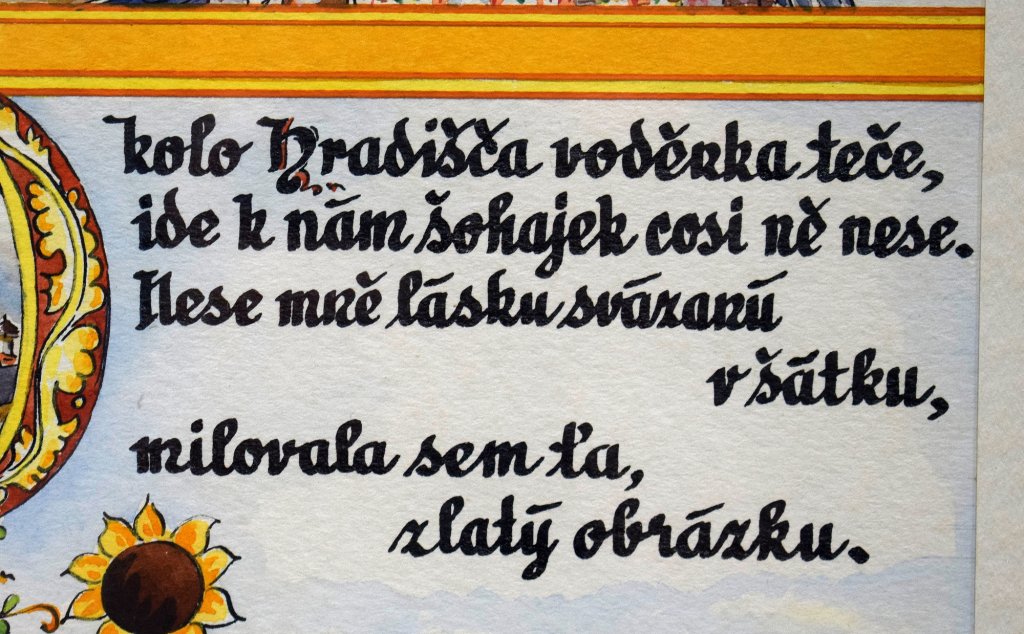 kolo Hradišča voděnka teče,
ide k nám šohajek cosi ně nese.
Nese mně lásku svázanú
v šátku,
milovala sem ťa,
zlatý obrázku.